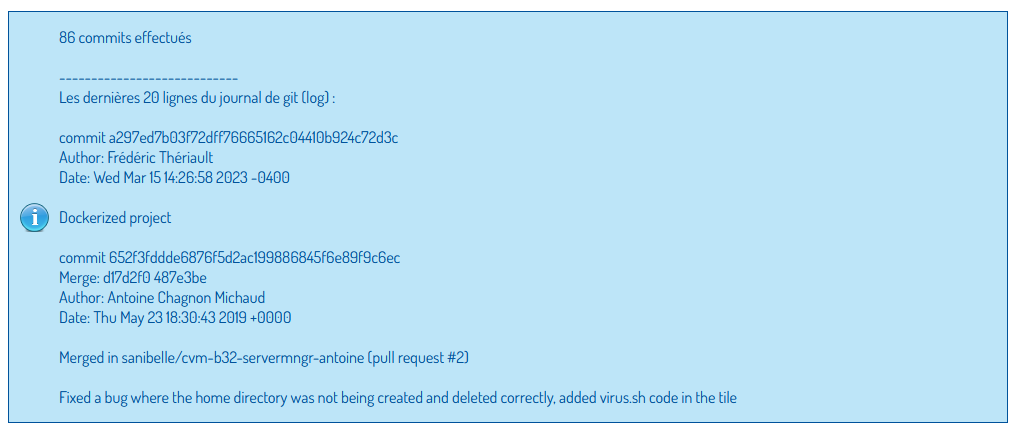 86 commits effectués
----------------------------
Les dernières 20 lignes du journal de git (log) :
commit a297ed7b03f72dff76665162c04410b924c72d3c
Author: Frédéric Thériault
Date: Wed Mar 15 14:26:58 2023 -0400
Dockerized project
commit 652f3fddde6876f5d2ac199886845f6e89f9c6ec
Merge: d17d2f0 487e3be
Author: Antoine Chagnon Michaud
Date: Thu May 23 18:30:43 2019 +0000
Merged in sanibelle/cvm-b32-servermngr-antoine (pull request #2)
Fixed a bug where the home directory was not being created and deleted correctly, added virus.sh code in the tile